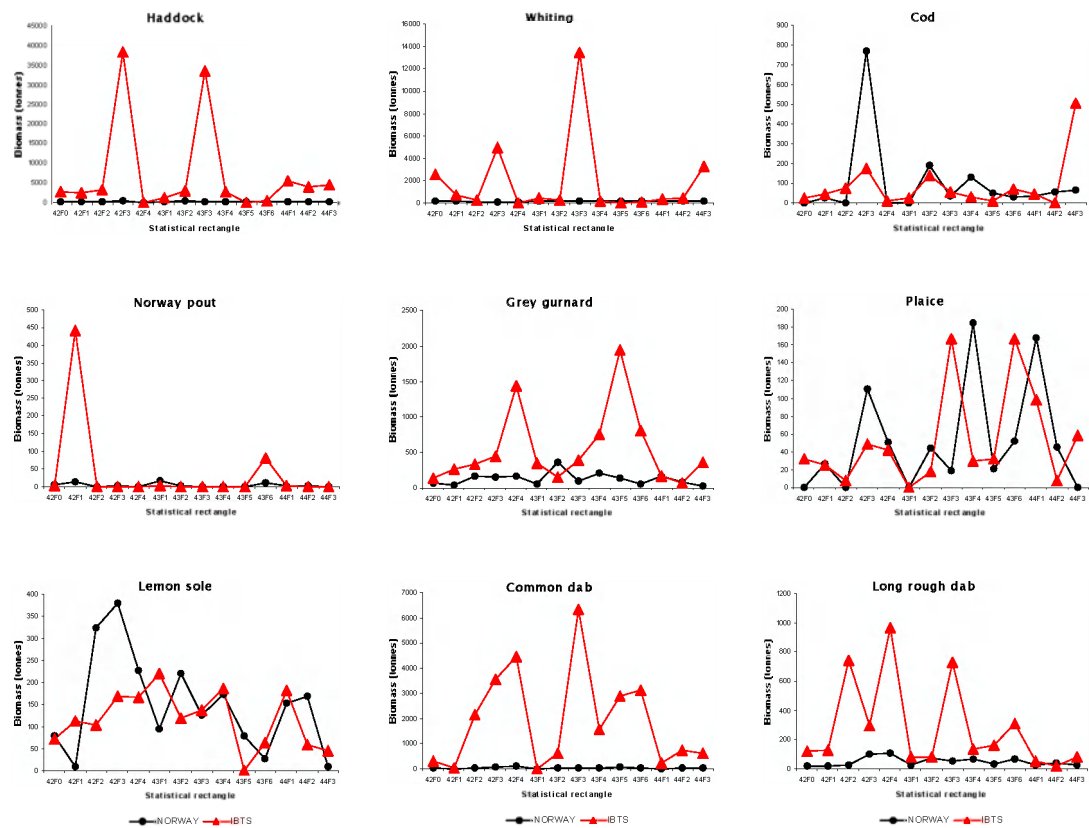 Haddock
Biomass (tonnes)
45000
40000
35000
30000
25000
20000
15000
10000
5000
0
42F0 42F1 42F2 42F3 42F4 43F1 43F2 43F3 43F4 43F5 43F6 44F1 44F2 44F3
Statistical rectangle
Whiting
Biomass (tonnes)
16000
14000
12000
10000
8000
6000
4000
2000
0
42F0 42F1 42F2 42F3 42F4 43F1 43F2 43F3 43F4 43F5 43F6 44F1 44F2 44F3
Statistical rectangle
Cod
Biomass (tonnes)
900
800
700
600
500
400
300
200
100
0
42F0 42F1 42F2 42F3 42F4 43F1 43F2 43F3 43F4 43F5 43F6 44F1 44F2 44F3
Statistical rectangle
Norway pout
Biomass (tonnes)
500
450
400
350
300
250
200
150
100
50
0
42F0 42F1 42F2 42F3 42F4 43F1 43F2 43F3 43F4 43F5 43F6 44F1 44F2 44F3
Statistical rectangle
Grey gurnard
Biomass (tonnes)
2500
2000
1500
1000
500
0
42F0 42F1 42F2 42F3 42F4 43F1 43F2 43F3 43F4 43F5 43F6 44F1 44F2 44F3
Statistical rectangle
Plaice
Biomass (tonnes)
200
180
160
140
120
100
80
60
40
20
0
42F0 42F1 42F2 42F3 42F4 43F1 43F2 43F3 43F4 43F5 43F6 44F1 44F2 44F3
Statistical rectangle
Lemon sole
Biomass (tonnes)
400
350
300
250
200
150
100
50
0
42F0 42F1 42F2 42F3 42F4 43F1 43F2 43F3 43F4 43F5 43F6 44F1 44F2 44F3
Statistical rectangle
NORWAY IBTS
Common dab
Biomass (tonnes)
7000
6000
5000
4000
3000
2000
1000
0
42F0 42F1 42F2 42F3 42F4 43F1 43F2 43F3 43F4 43F5 43F6 44F1 44F2 44F3
Statistical rectangle
NORWAY IBTS
Long rough dab
Biomass (tonnes)
1200
1000
800
600
400
200
0
42F0 42F1 42F2 42F3 42F4 43F1 43F2 43F3 43F4 43F5 43F6 44F1 44F2 44F3
Statistical rectangle
NORWAY IBTS